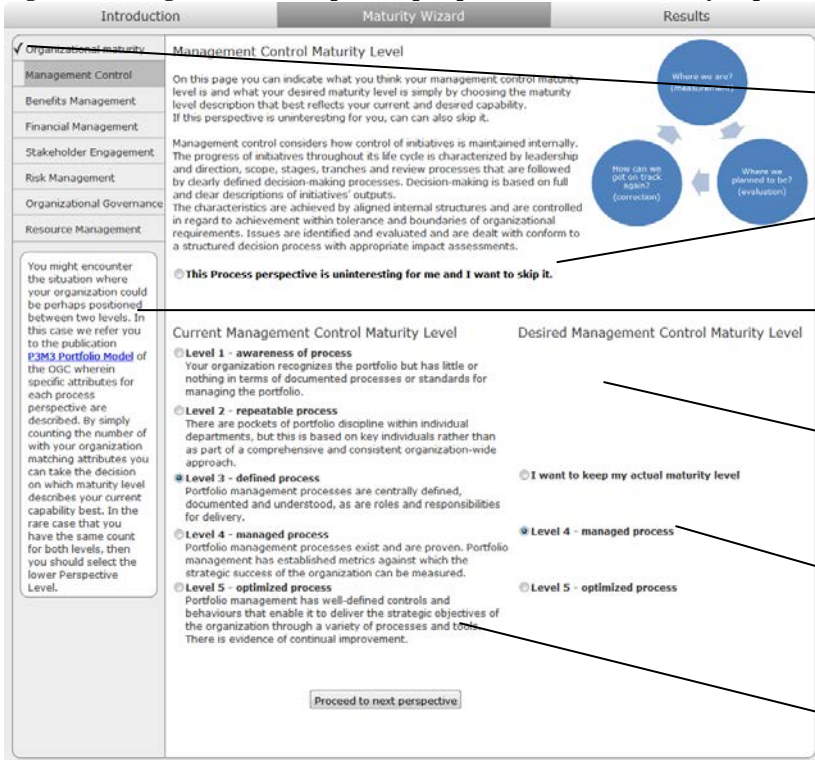 Introduction
Maturity Wizard
Results
✓ Organizational maturity
Management Control
Benefits Management
Financial Management
Stakeholder Engagement
Risk Management
Organizational Governance
Resource Management
You might encounter
the situation where
your organization could
be perhaps positioned
between two levels. In
this case we refer you
to the publication
P3M3 Portfolio Model of
the OGC wherein
specific attributes for
each process
perspective are
described. By simply
counting the number of
with your organization
matching attributes you
can take the decision
on which maturity level
describes your current
capability best. In the
rare case that you
have the same count
for both levels, then
you should select the
lower Perspective
Level.
Management Control Maturity Level
On this page you can indicate what you think your management control maturity
level is and what your desired maturity level is simply by choosing the maturity
level description that best reflects your current and desired capability.
If this perspective is uninteresting for you, can can also skip it.
Management control considers how control of initiatives is maintained internally.
The progress of initiatives throughout its life cycle is characterized by leadership
and direction, scope, stages, tranches and review processes that are followed
by clearly defined decision-making processes. Decision-making is based on full
and clear descriptions of initiatives' outputs.
The characteristics are achieved by aligned internal structures and are controlled
in regard to achievement within tolerance and boundaries of organizational
requirements. Issues are identified and evaluated and are dealt with conform to
a structured decision process with appropriate impact assessments.
Where we are?
(measurement)
How can we
got on track
again?
(correction)
Where we
planned to be?
(evaluation)
This Process perspective is uninteresting for me and I want to skip it.
Current Management Control Maturity Level
Level 1 - awareness of process
Your organization recognizes the portfolio but has little or
nothing in terms of documented processes or standards for
managing the portfolio.
Level 2 - repeatable process
There are pockets of portfolio discipline within individual
departments, but this is based on key individuals rather than
as part of a comprehensive and consistent organization-wide
approach.
Level 3 - defined process
Portfolio management processes are centrally defined,
documented and understood, as are roles and responsibilities
for delivery.
Level 4 - managed process
Portfolio management processes exist and are proven. Portfolio
management has established metrics against which the
strategic success of the organization can be measured.
Level 5 - optimized process
Portfolio management has well-defined controls and
behaviours that enable it to deliver the strategic objectives of
the organization through a variety of processes and tools.
There is evidence of continual improvement.
Desired Management Control Maturity Level
I want to keep my actual maturity level
Level 4 - managed process
Level 5 - optimized process
Proceed to next perspective